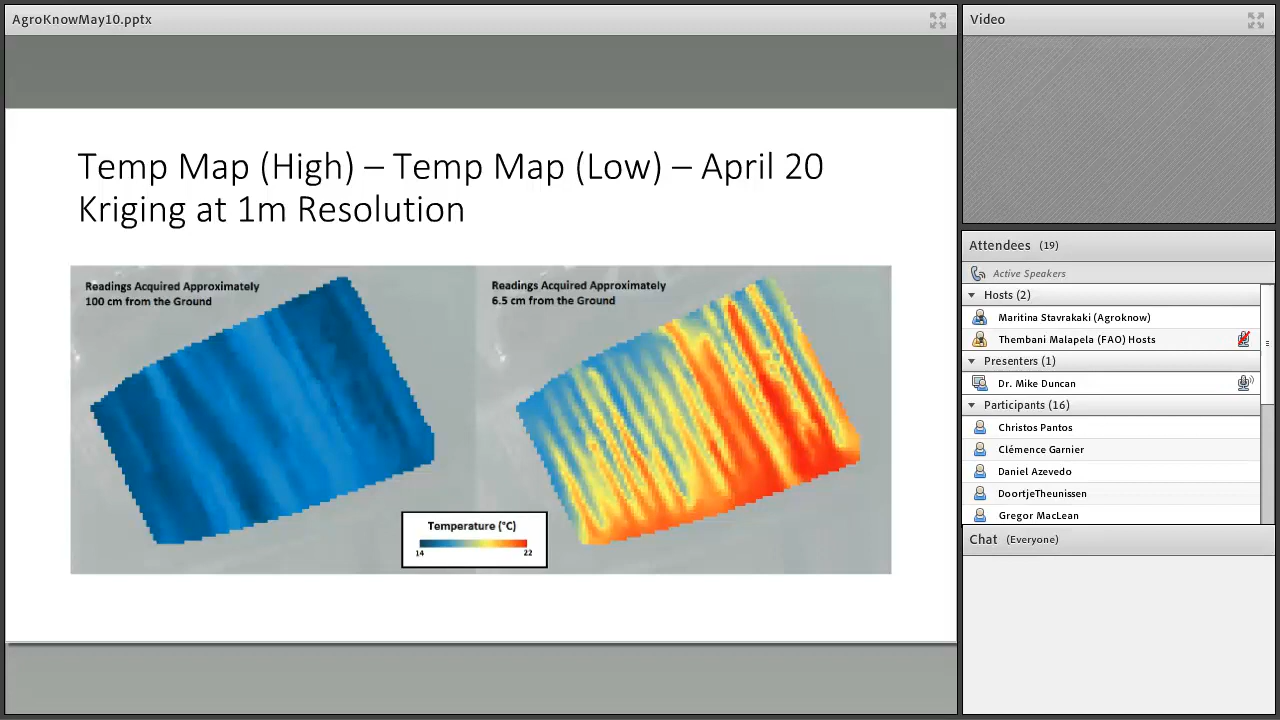 AgroKnowMay10.pptx
Temp Map (High) – Temp Map (Low) – April 20
Kriging at 1m Resolution
Readings Acquired Approximately
100 cm from the Ground
Readings Acquired Approximately
6.5 cm from the Ground
Temperature (°C)
14 22
Video
Attendees (19)
Active Speakers
Hosts (2)
Maritina Stavrakaki (Agroknow)
Thembani Malapela (FAO) Hosts
Presenters (1)
Dr. Mike Duncan
Participants (16)
Christos Pantos
Clémence Garnier
Daniel Azevedo
DoortjeTheunissen
Gregor MacLean
Chat (Everyone)